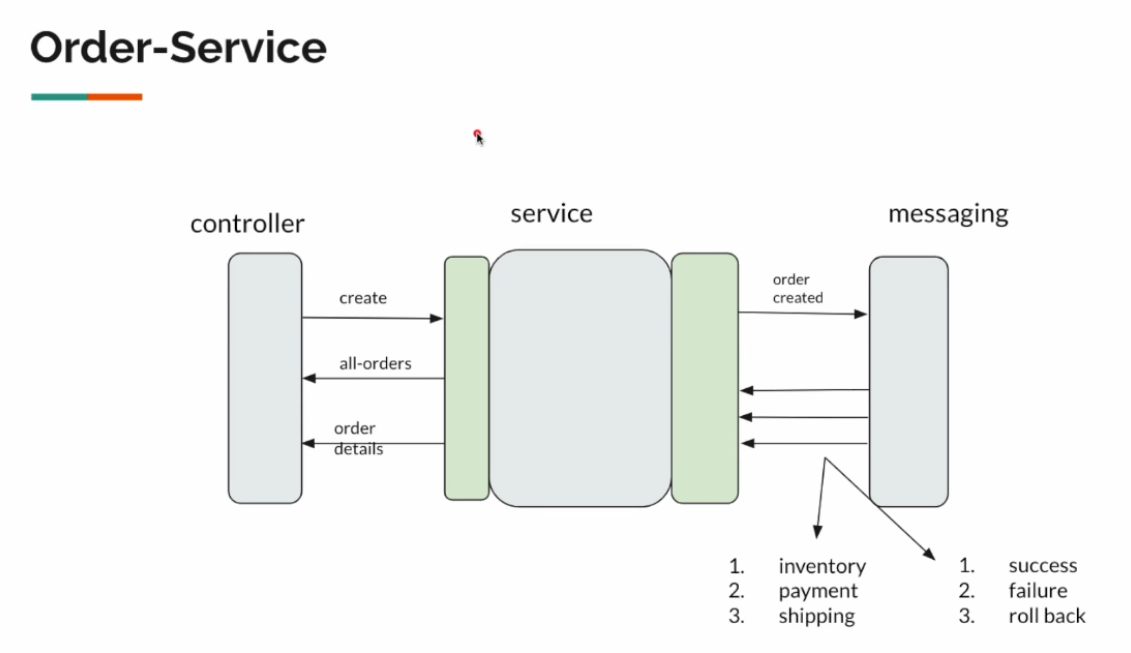 Order-Service
controller
service
messaging
create
all-orders
order
details
order
created
1. inventory
2. payment
3. shipping
1. success
2. failure
3. roll back